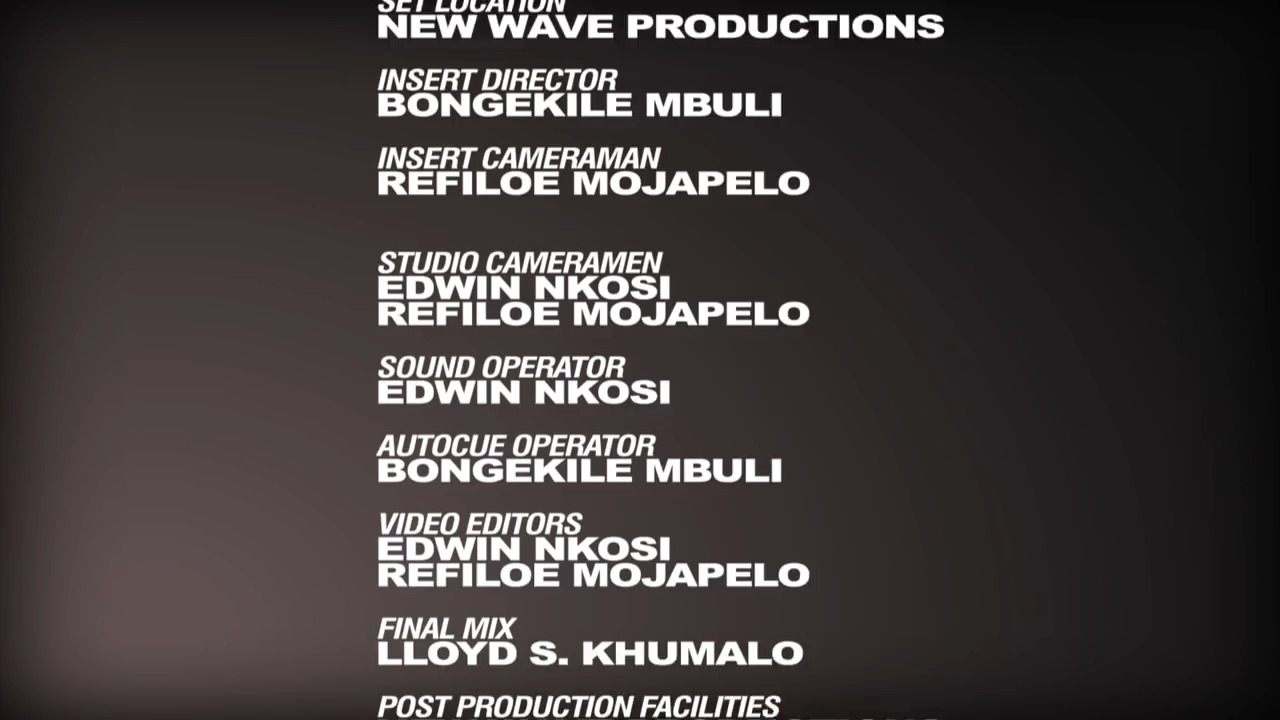 SET LOCATION
NEW WAVE PRODUCTIONS
INSERT DIRECTOR
BONGEKILE MBULI
INSERT CAMERAMAN
REFILOE MOJAPELO
STUDIO CAMERAMEN
EDWIN NKOSI
REFILOE MOJAPELO
SOUND OPERATOR
EDWIN NKOSI
AUTOCUE OPERATOR
BONGEKILE MBULI
VIDEO EDITORS
EDWIN NKOSI
REFILOE MOJAPELO
FINAL MIX
LLOYD S. KHUMALO
POST PRODUCTION FACILITIES